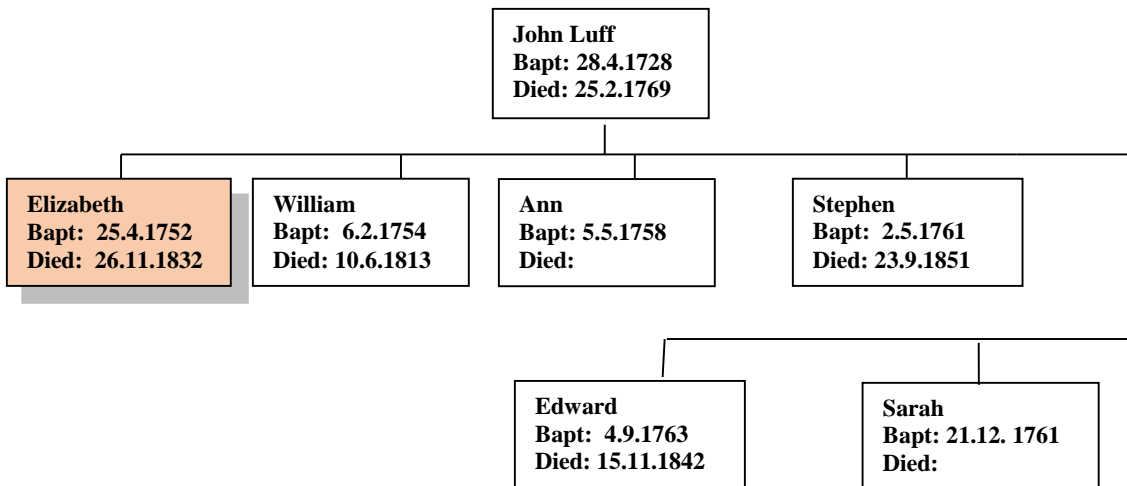 John Luff
Bapt: 28.4.1728
Died: 25.2.1769
Elizabeth
Bapt: 25.4.1752
Died: 26.11.1832
William
Bapt: 6.2.1754
Died: 10.6.1813
Ann
Bapt: 5.5.1758
Died:
Stephen
Bapt: 2.5.1761
Died: 23.9.1851
Edward
Bapt: 4.9.1763
Died: 15.11.1842
Sarah
Bapt: 21.12. 1761
Died: